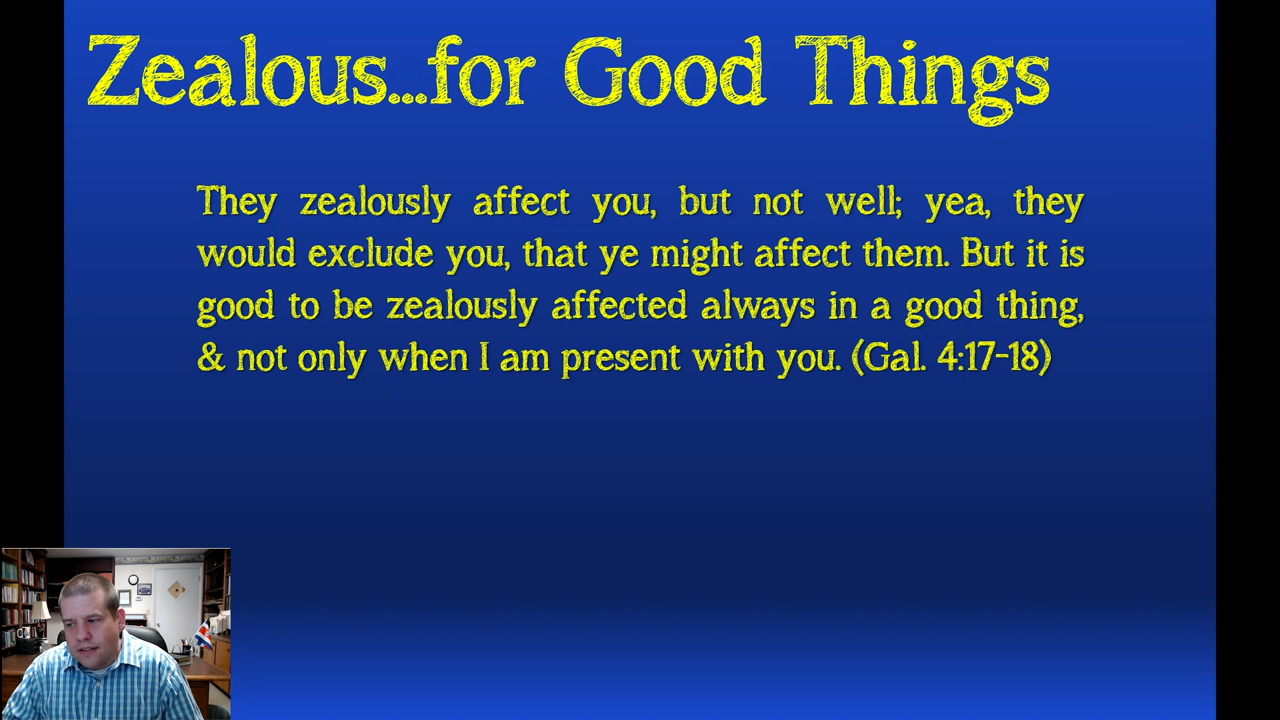 Zealous...for Good Things
They zealously affect you, but not well; yea, they
would exclude you, that ye might affect them. But it is
good to be zealously affected always in a good thing,
& not only when I am present with you. (Gal. 4:17-18)